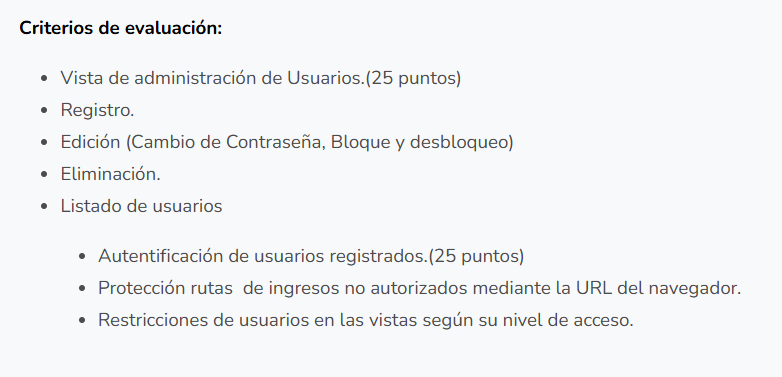 Criterios de evaluación:
Vista de administración de Usuarios.(25 puntos)
Registro.
Edición (Cambio de Contraseña, Bloque y desbloqueo)
Eliminación.
Listado de usuarios
Autentificación de usuarios registrados.(25 puntos)
Protección rutas  de ingresos no autorizados mediante la URL del navegador.
Restricciones de usuarios en las vistas según su nivel de acceso.